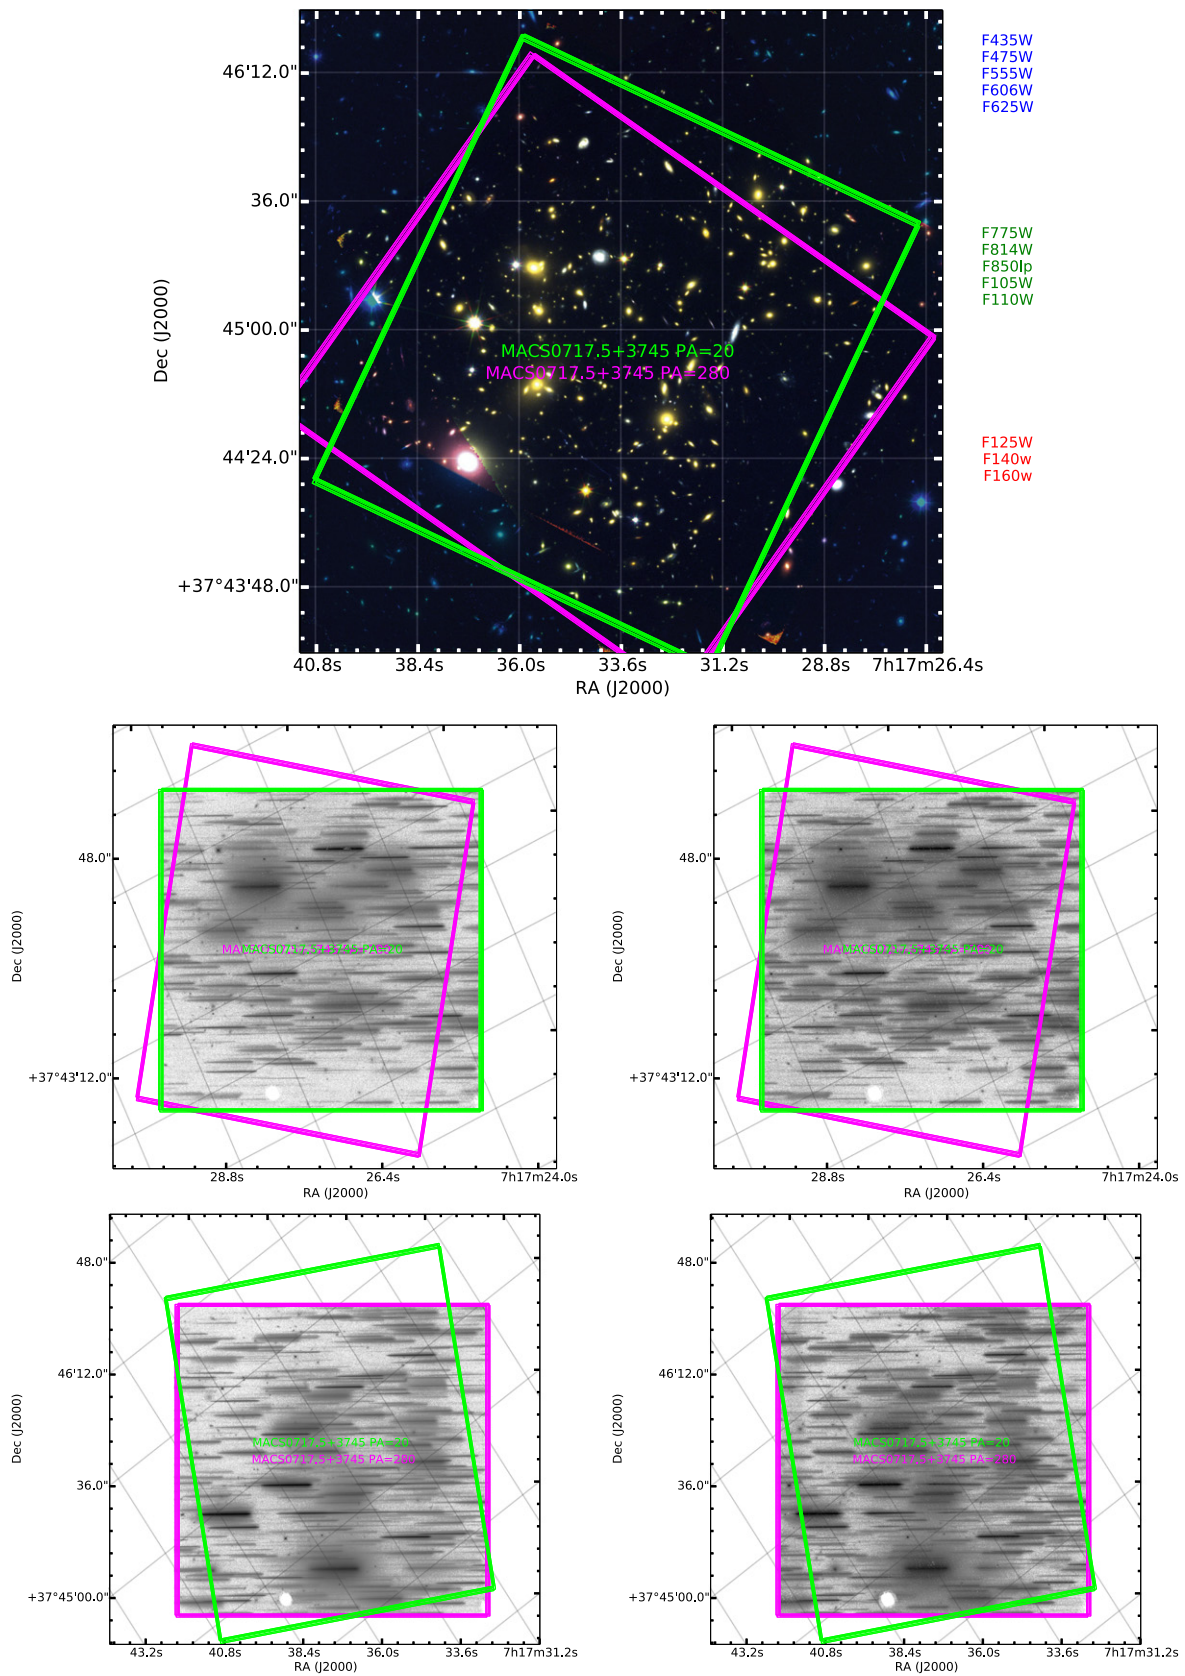 F435W
F475W
F555W
F606W
F625W
46'12.0"
36.0"
F775W
F814W
F850lp
F105W
F110W
Dec (J2000)
45'00.0"
MACS0717.5+3745 PA=20
MACS0717.5+3745 PA=280
44'24.0"
F125W
F140w
F160w
+37°43'48.0"
40.8s 38.4s 36.0s 33.6s 31.2s 28.8s 7h17m26.4s
RA (J2000)
48.0"
Dec (J2000)
+37°43'12.0"
28.8s 26.4s 7h17m24.0s
RA (J2000)
48.0"
Dec (J2000)
+37°43'12.0"
28.8s 26.4s 7h17m24.0s
RA (J2000)
48.0"
46'12.0"
Dec (J2000)
MACS0717.5+3745 PA=20
MACS0717.5+3745 PA=280
36.0"
+37°45'00.0"
43.2s 40.8s 38.4s 36.0s 33.6s 7h17m31.2s
RA (J2000)
48.0"
46'12.0"
Dec (J2000)
MACS0717.5+3745 PA=20
MACS0717.5+3745 PA=280
36.0"
+37°45'00.0"
43.2s 40.8s 38.4s 36.0s 33.6s 7h17m31.2s
RA (J2000)